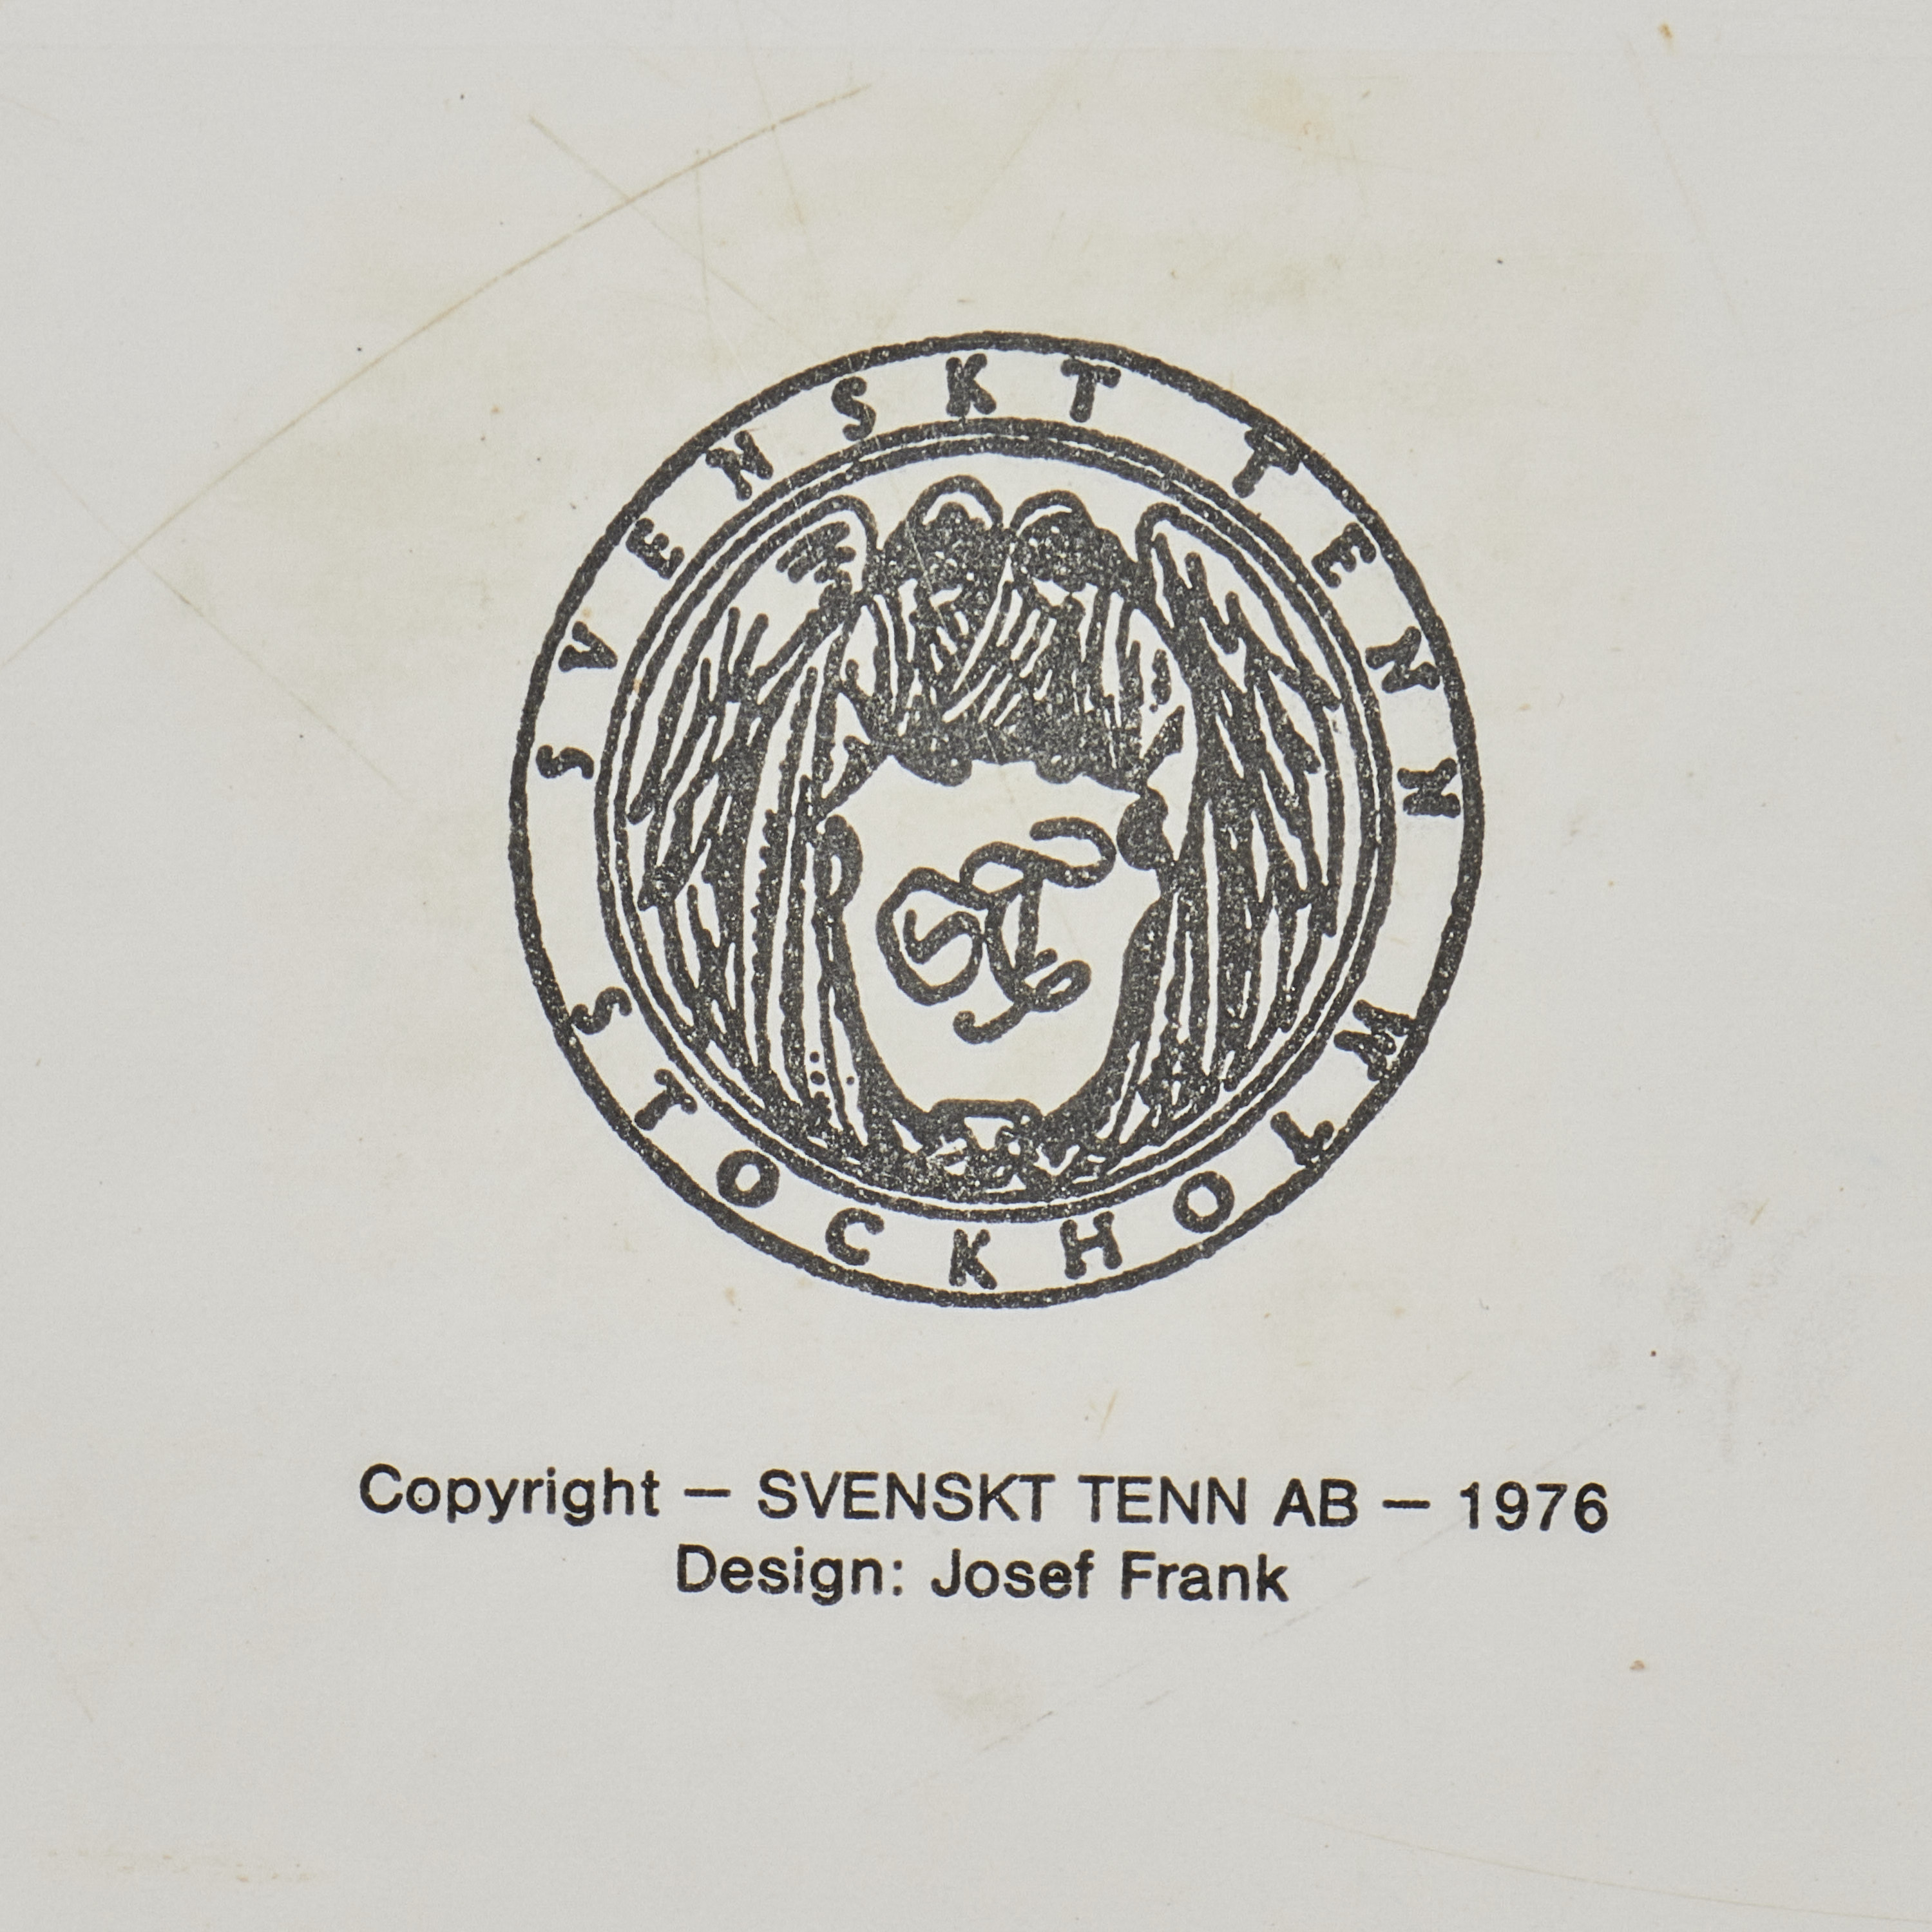 SVENSKT TENN
ST
STOCKHOLM
Copyright — SVENSKT TENN AB — 1976
Design: Josef Frank